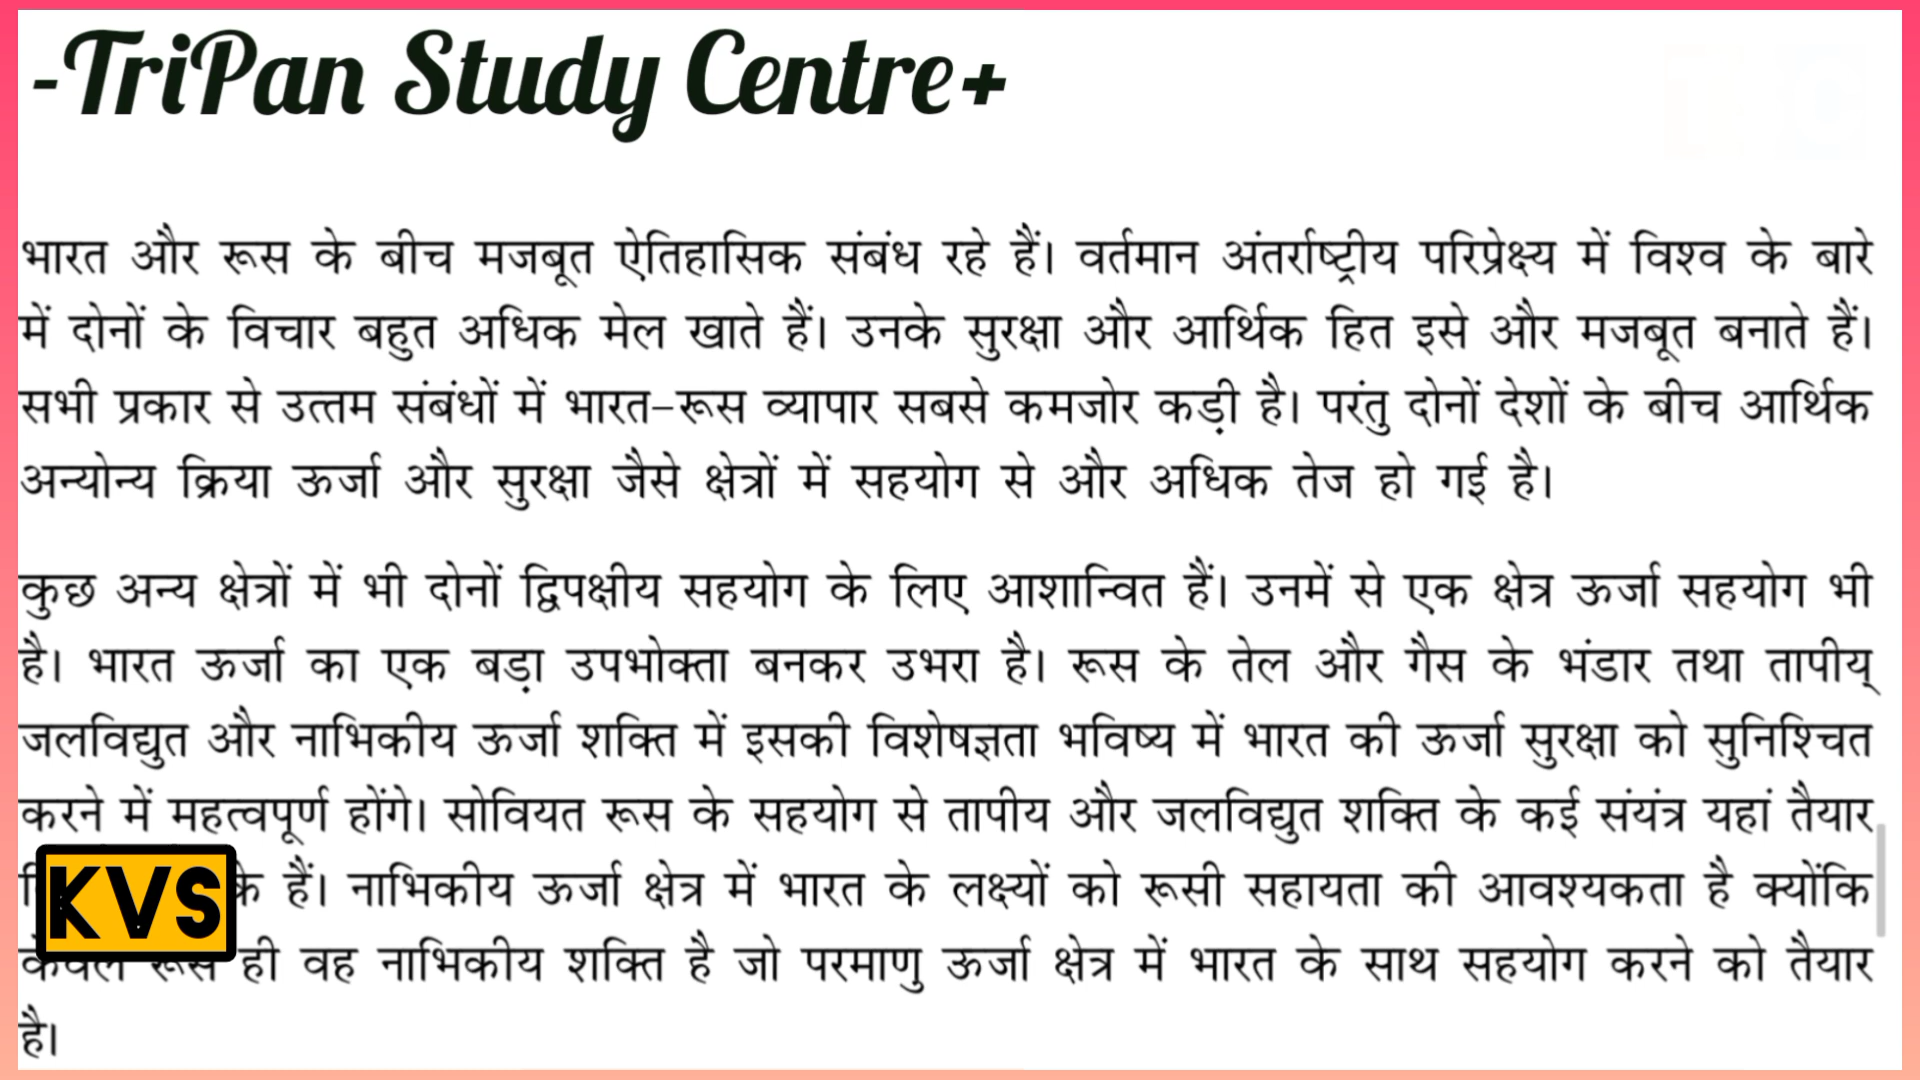 -TriPan Study Centre+
भारत और रूस के बीच मजबूत ऐतिहासिक संबंध रहे हैं। वर्तमान अंतर्राष्ट्रीय परिप्रेक्ष्य में विश्व के बारे
में दोनों के विचार बहुत अधिक मेल खाते हैं। उनके सुरक्षा और आर्थिक हित इसे और मजबूत बनाते हैं।
सभी प्रकार से उत्तम संबंधों में भारत-रूस व्यापार सबसे कमजोर कड़ी है। परंतु दोनों देशों के बीच आर्थिक
अन्योन्य क्रिया ऊर्जा और सुरक्षा जैसे क्षेत्रों में सहयोग से और अधिक तेज हो गई है।
कुछ अन्य क्षेत्रों में भी दोनों द्विपक्षीय सहयोग के लिए आशान्वित हैं। उनमें से एक क्षेत्र ऊर्जा सहयोग भी
है। भारत ऊर्जा का एक बड़ा उपभोक्ता बनकर उभरा है। रूस के तेल और गैस के भंडार तथा तापीय्
जलविद्युत और नाभिकीय ऊर्जा शक्ति में इसकी विशेषज्ञता भविष्य में भारत की ऊर्जा सुरक्षा को सुनिश्चित
करने में महत्वपूर्ण होंगे। सोवियत रूस के सहयोग से तापीय और जलविद्युत शक्ति के कई संयंत्र यहां तैयार
KVS हैं। नाभिकीय ऊर्जा क्षेत्र में भारत के लक्ष्यों को रूसी सहायता की आवश्यकता है क्योंकि
केवल रूस ही वह नाभिकीय शक्ति है जो परमाणु ऊर्जा क्षेत्र में भारत के साथ सहयोग करने को तैयार
है।